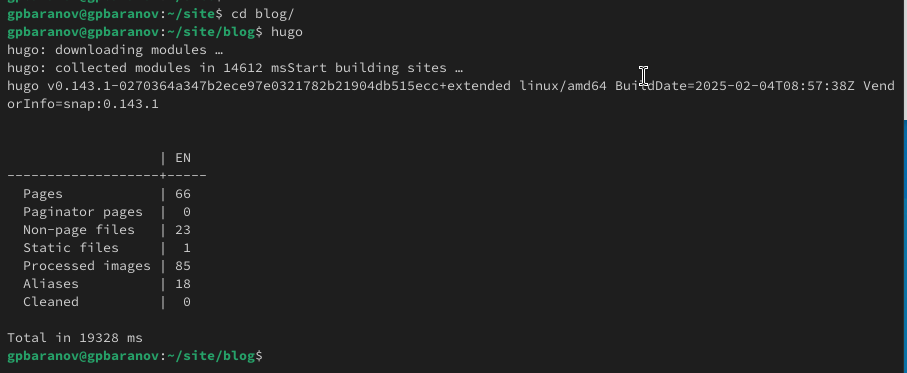 gpbaranov@gpbaranov:~/site$ cd blog/
gpbaranov@gpbaranov:~/site/blog$ hugo
hugo: downloading modules …
hugo: collected modules in 14612 msStart building sites …
hugo v0.143.1-0270364a347b2ece97e0321782b21904db515ecc+extended linux/amd64 BuildDate=2025-02-04T08:57:38Z Vend
orInfo=snap:0.143.1
                   | EN
-------------------+-----
  Pages            | 66
  Paginator pages  |  0
  Non-page files   | 23
  Static files     |  1
  Processed images | 85
  Aliases          | 18
  Cleaned          |  0
Total in 19328 ms
gpbaranov@gpbaranov:~/site/blog$